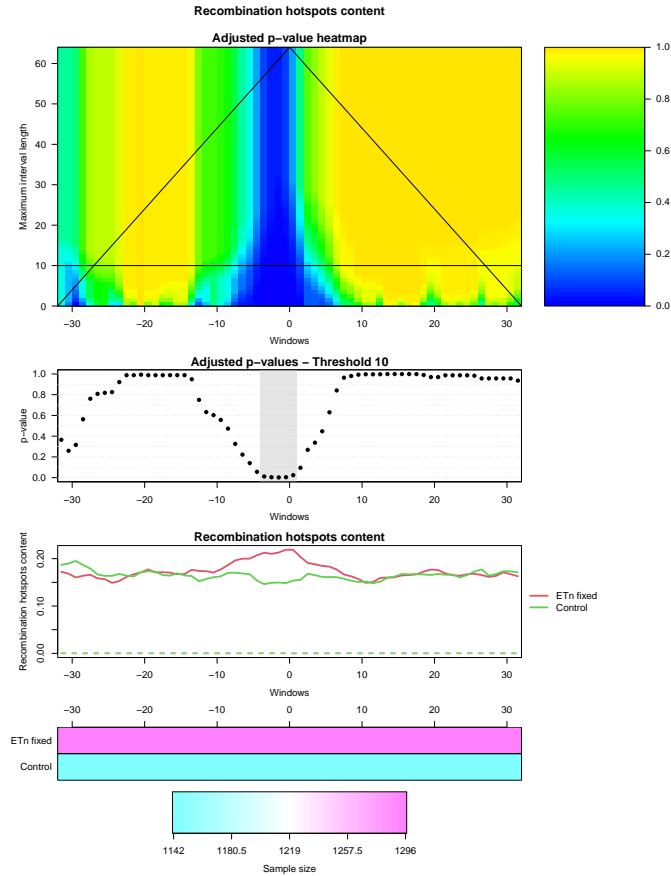 Recombination hotspots content
Adjusted p-value heatmap
Maximum interval length
60
50
40
30
20
10
0
−30 −20 −10 0 10 20 30
Windows
1.0
0.8
0.6
0.4
0.2
0.0
Adjusted p-values − Threshold 10
p-value
1.0
0.8
0.6
0.4
0.2
0.0
−30 −20 −10 0 10 20 30
Windows
Recombination hotspots content
Recombination hotspots content
0.20
0.10
0.00
−30 −20 −10 0 10 20 30
Windows
ETn fixed
Control
−30 −20 −10 0 10 20 30
ETn fixed
Control
1142 1180.5 1219 1257.5 1296
Sample size